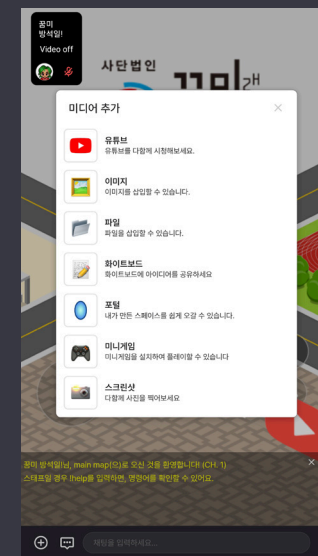 꿈미
방석일!
Video off
사단법인
미디어 추가
유튜브
유튜브를 다함께 시청해보세요.
이미지
이미지를 삽입할 수 있습니다.
파일
파일을 삽입할 수 있습니다.
화이트보드
화이트보드에 아이디어를 공유하세요
포털
내가 만든 스페이스를 쉽게 오갈 수 있습니다.
미니게임
미니게임을 설치하여 플레이할 수 있습니다
스크린샷
다함께 사진을 찍어보세요
꿈미 방석일!님, main map(으)로 오신 것을 환영합니다! (CH. 1)
스태프일 경우 !help를 입력하면, 명령어를 확인할 수 있어요.
채팅을 입력하세요...